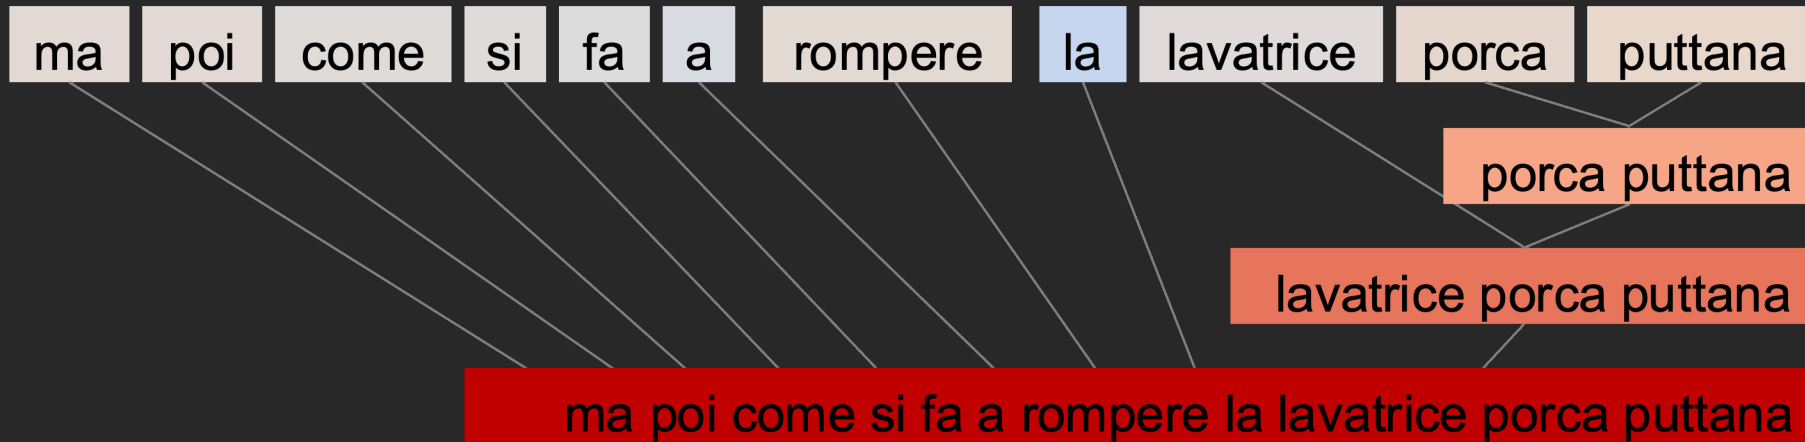 ma poi come si fa a rompere la lavatrice porca puttana
porca puttana
lavatrice porca puttana
ma poi come si fa a rompere la lavatrice porca puttana